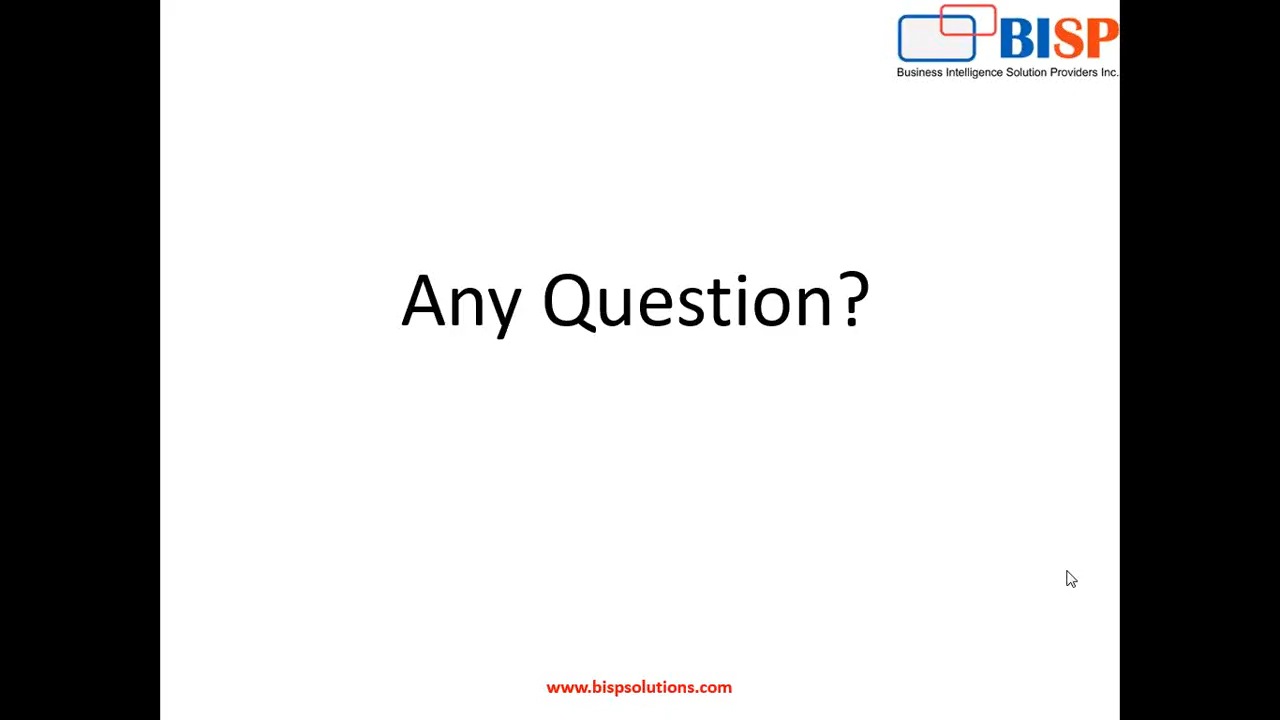 BISP
Business Intelligence Solution Providers Inc.
Any Question?
www.bispsolutions.com